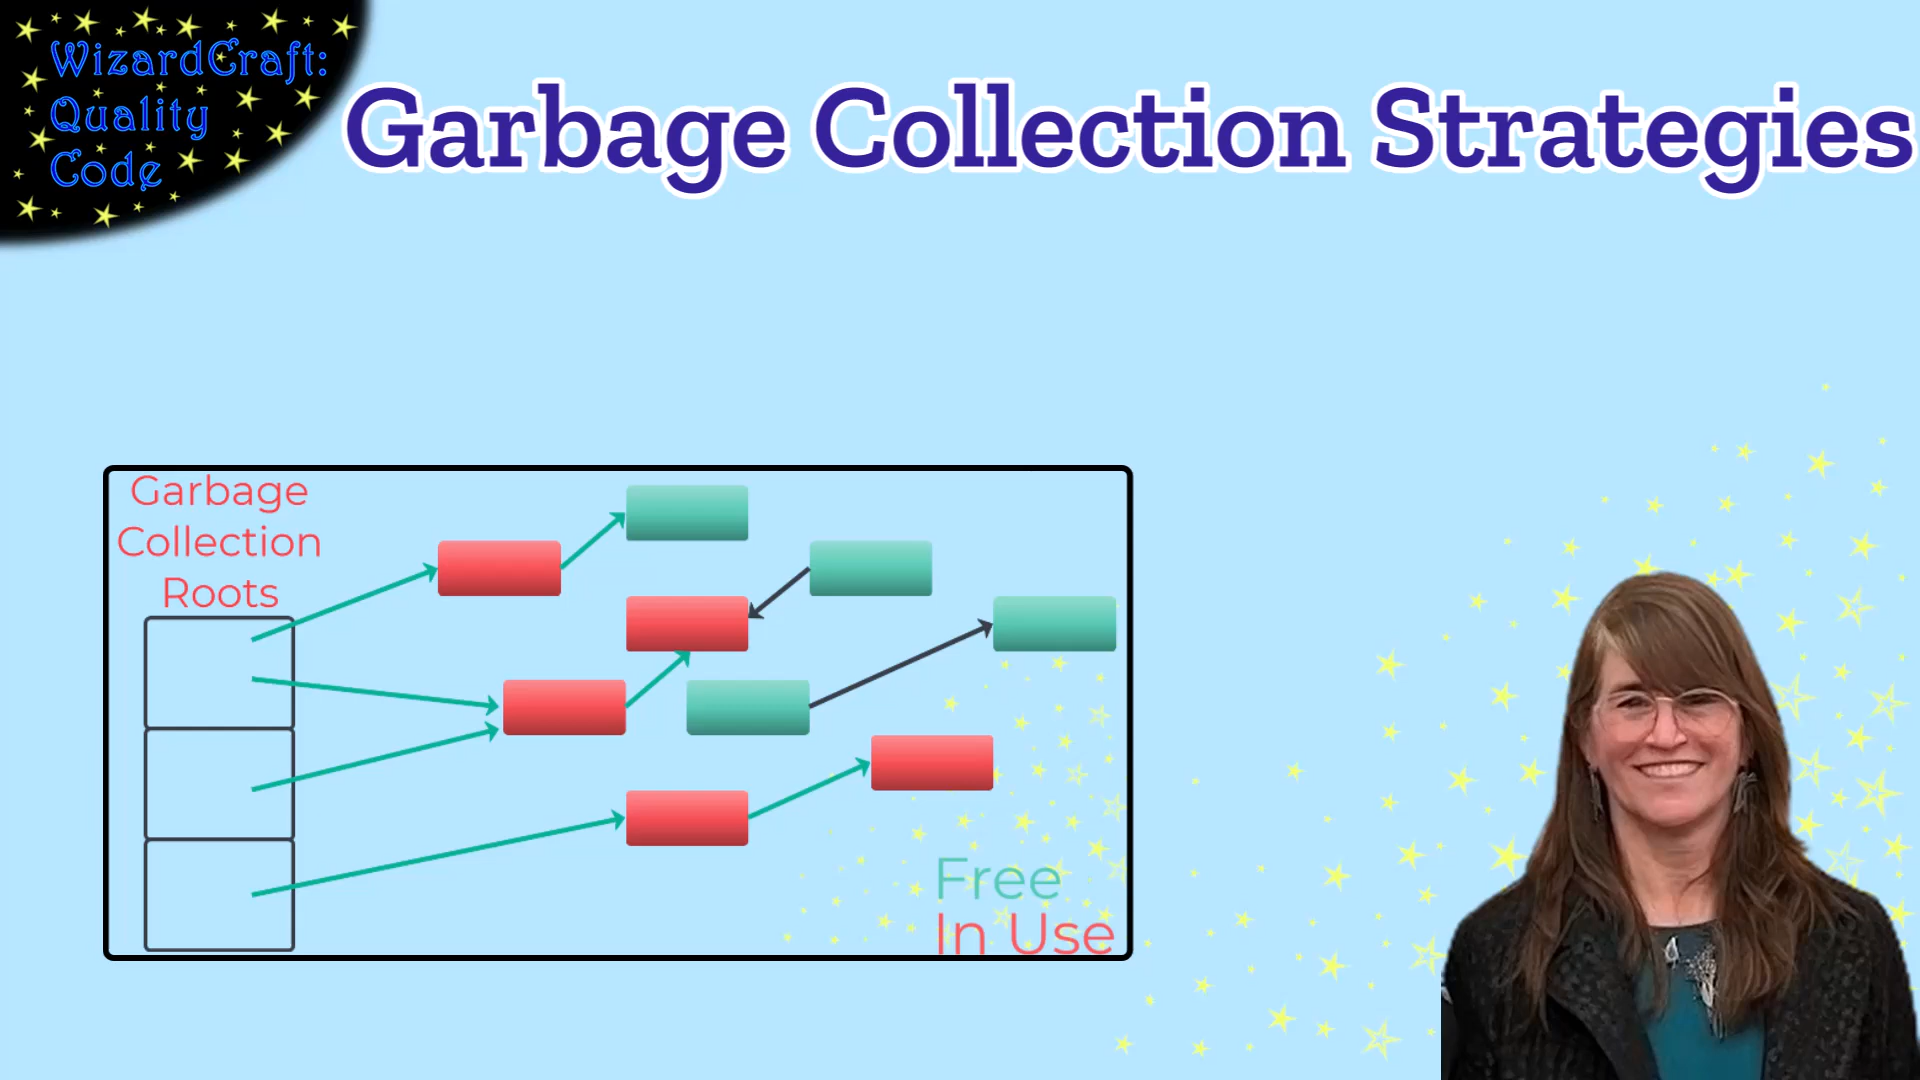 WizardCraft:
Quality
Code
Garbage Collection Strategies
Garbage
Collection
Roots
Free
In Use